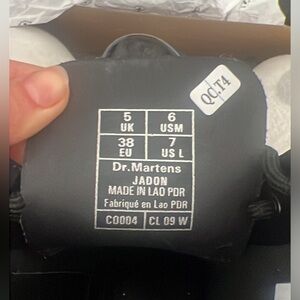 QC.T4
5 6
UK USM
38 7
EU US L
Dr.Martens
JADON
MADE IN LAO PDR
Fabriqué en Lao PDR
CO004 CL 09 W